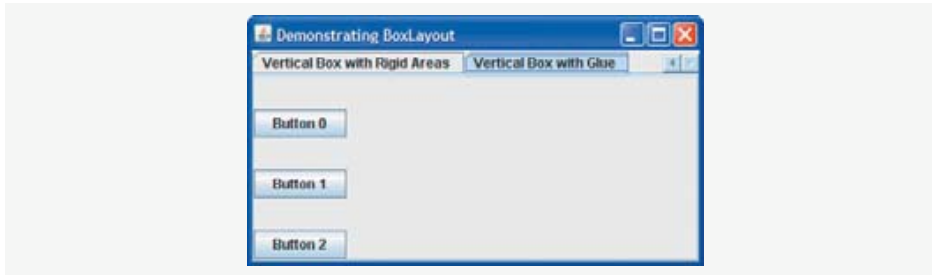 Demonstrating BoxLayout
Vertical Box with Rigid Areas Vertical Box with Glue
Button 0
Button 1
Button 2